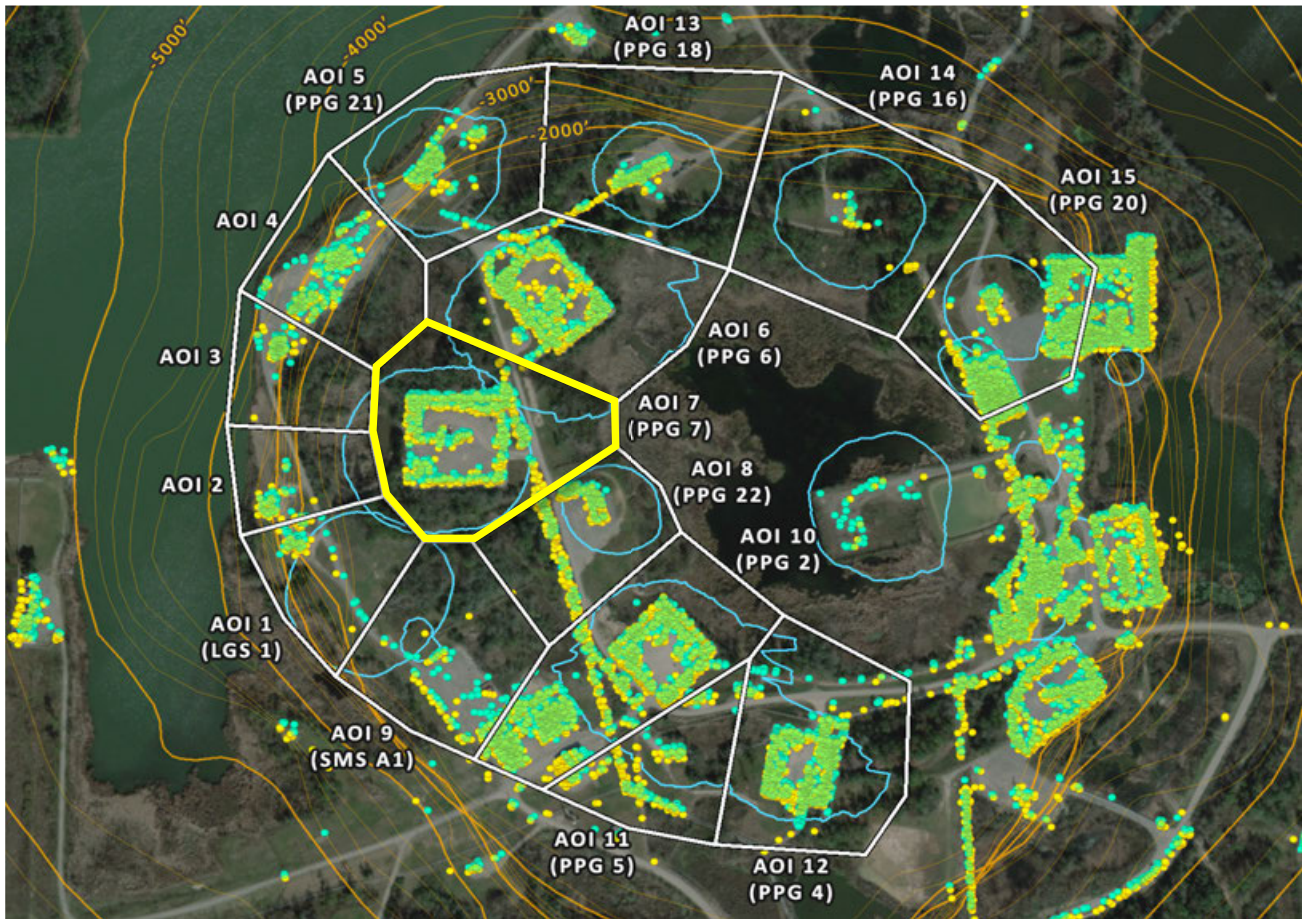 -5000'
-4000'
-3000'
-2000'
AOI 13
(PPG 18)
AOI 5
(PPG 21)
AOI 14
(PPG 16)
AOI 15
(PPG 20)
AOI 4
AOI 3
AOI 6
(PPG 6)
AOI 7
(PPG 7)
AOI 2
AOI 8
(PPG 22)
AOI 10
(PPG 2)
AOI 1
(LGS 1)
AOI 9
(SMS A1)
AOI 11
(PPG 5)
AOI 12
(PPG 4)